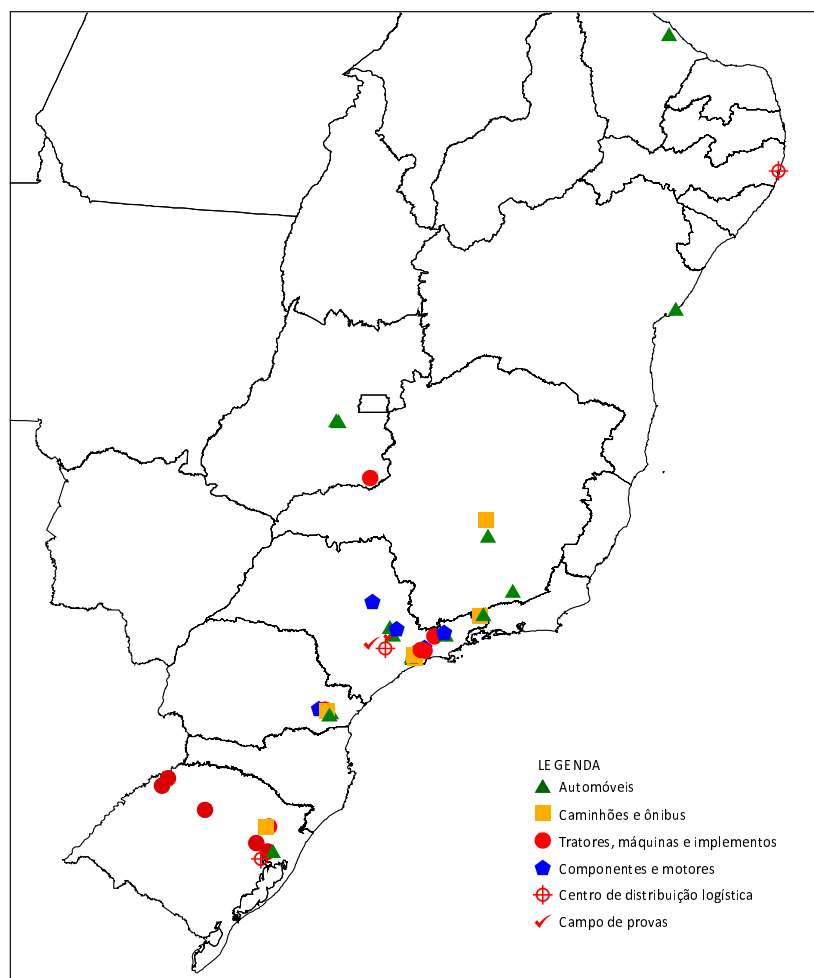 LEGENDA
Automóveis
Caminhões e ônibus
Tratores, máquinas e implementos
Componentes e motores
Centro de distribuição logística
Campo de provas